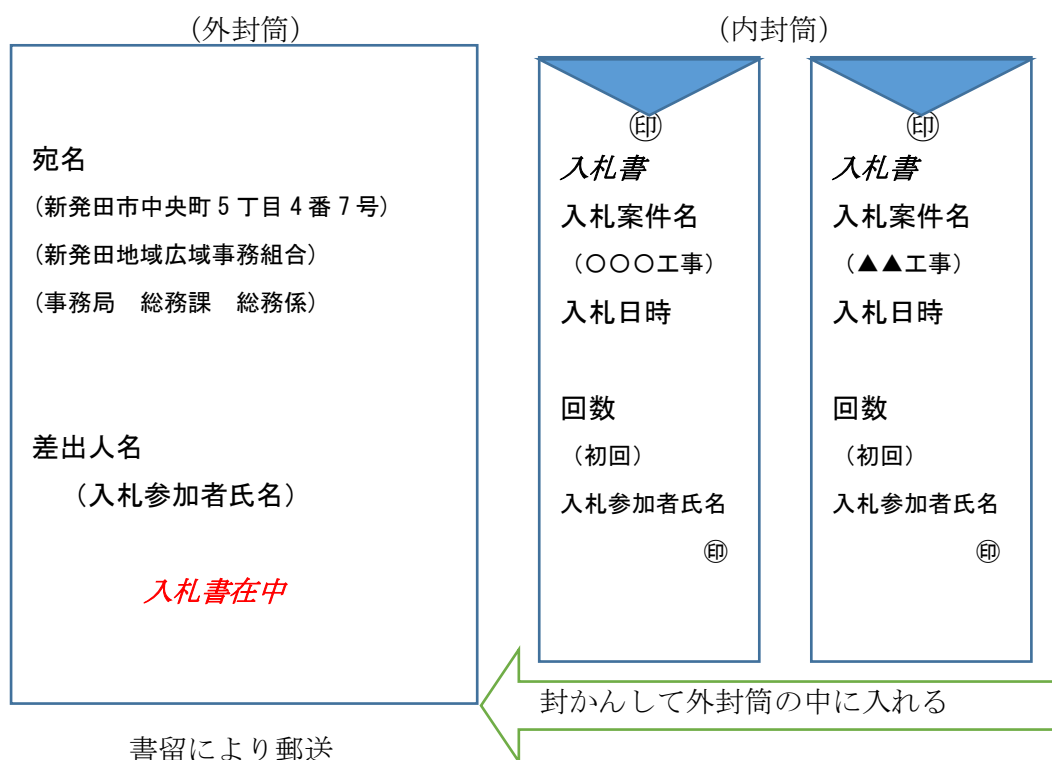 （外封筒）
宛名
（新発田市中央町５丁目４番７号）
（新発田地域広域事務組合）
（事務局　総務課　総務係）
差出人名
（入札参加者氏名）
入札書在中
書留により郵送
（内封筒）
㊞
入札書
入札案件名
（○○○工事）
入札日時
回数
（初回）
入札参加者氏名
㊞
㊞
入札書
入札案件名
（▲▲工事）
入札日時
回数
（初回）
入札参加者氏名
㊞
封かんして外封筒の中に入れる